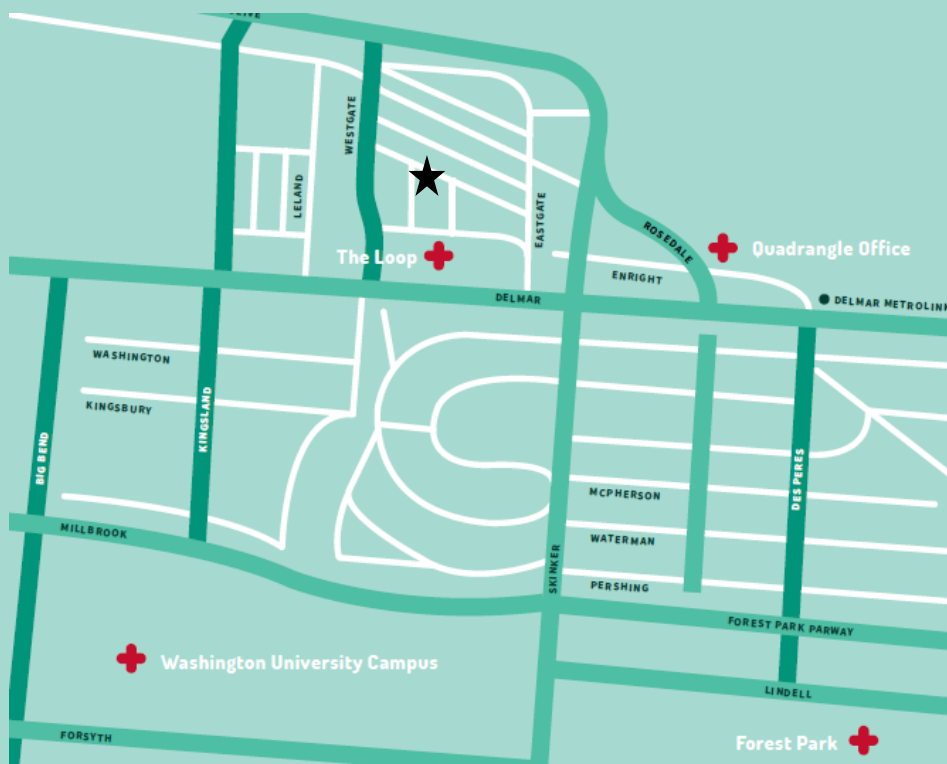 WESTGATE
LELAND
EASTGATE
ROSEDALE
Quadrangle Office
The Loop
ENRIGHT
DELMAR
DELMAR METROLINK
WASHINGTON
KINGSBURY
KINGSLAND
BIG BEND
DES PERES
MCPHERSON
MILLBROOK
WATERMAN
SKINKER
PERSHING
FOREST PARK PARWAY
Washington University Campus
LINDELL
FORSYTH
Forest Park